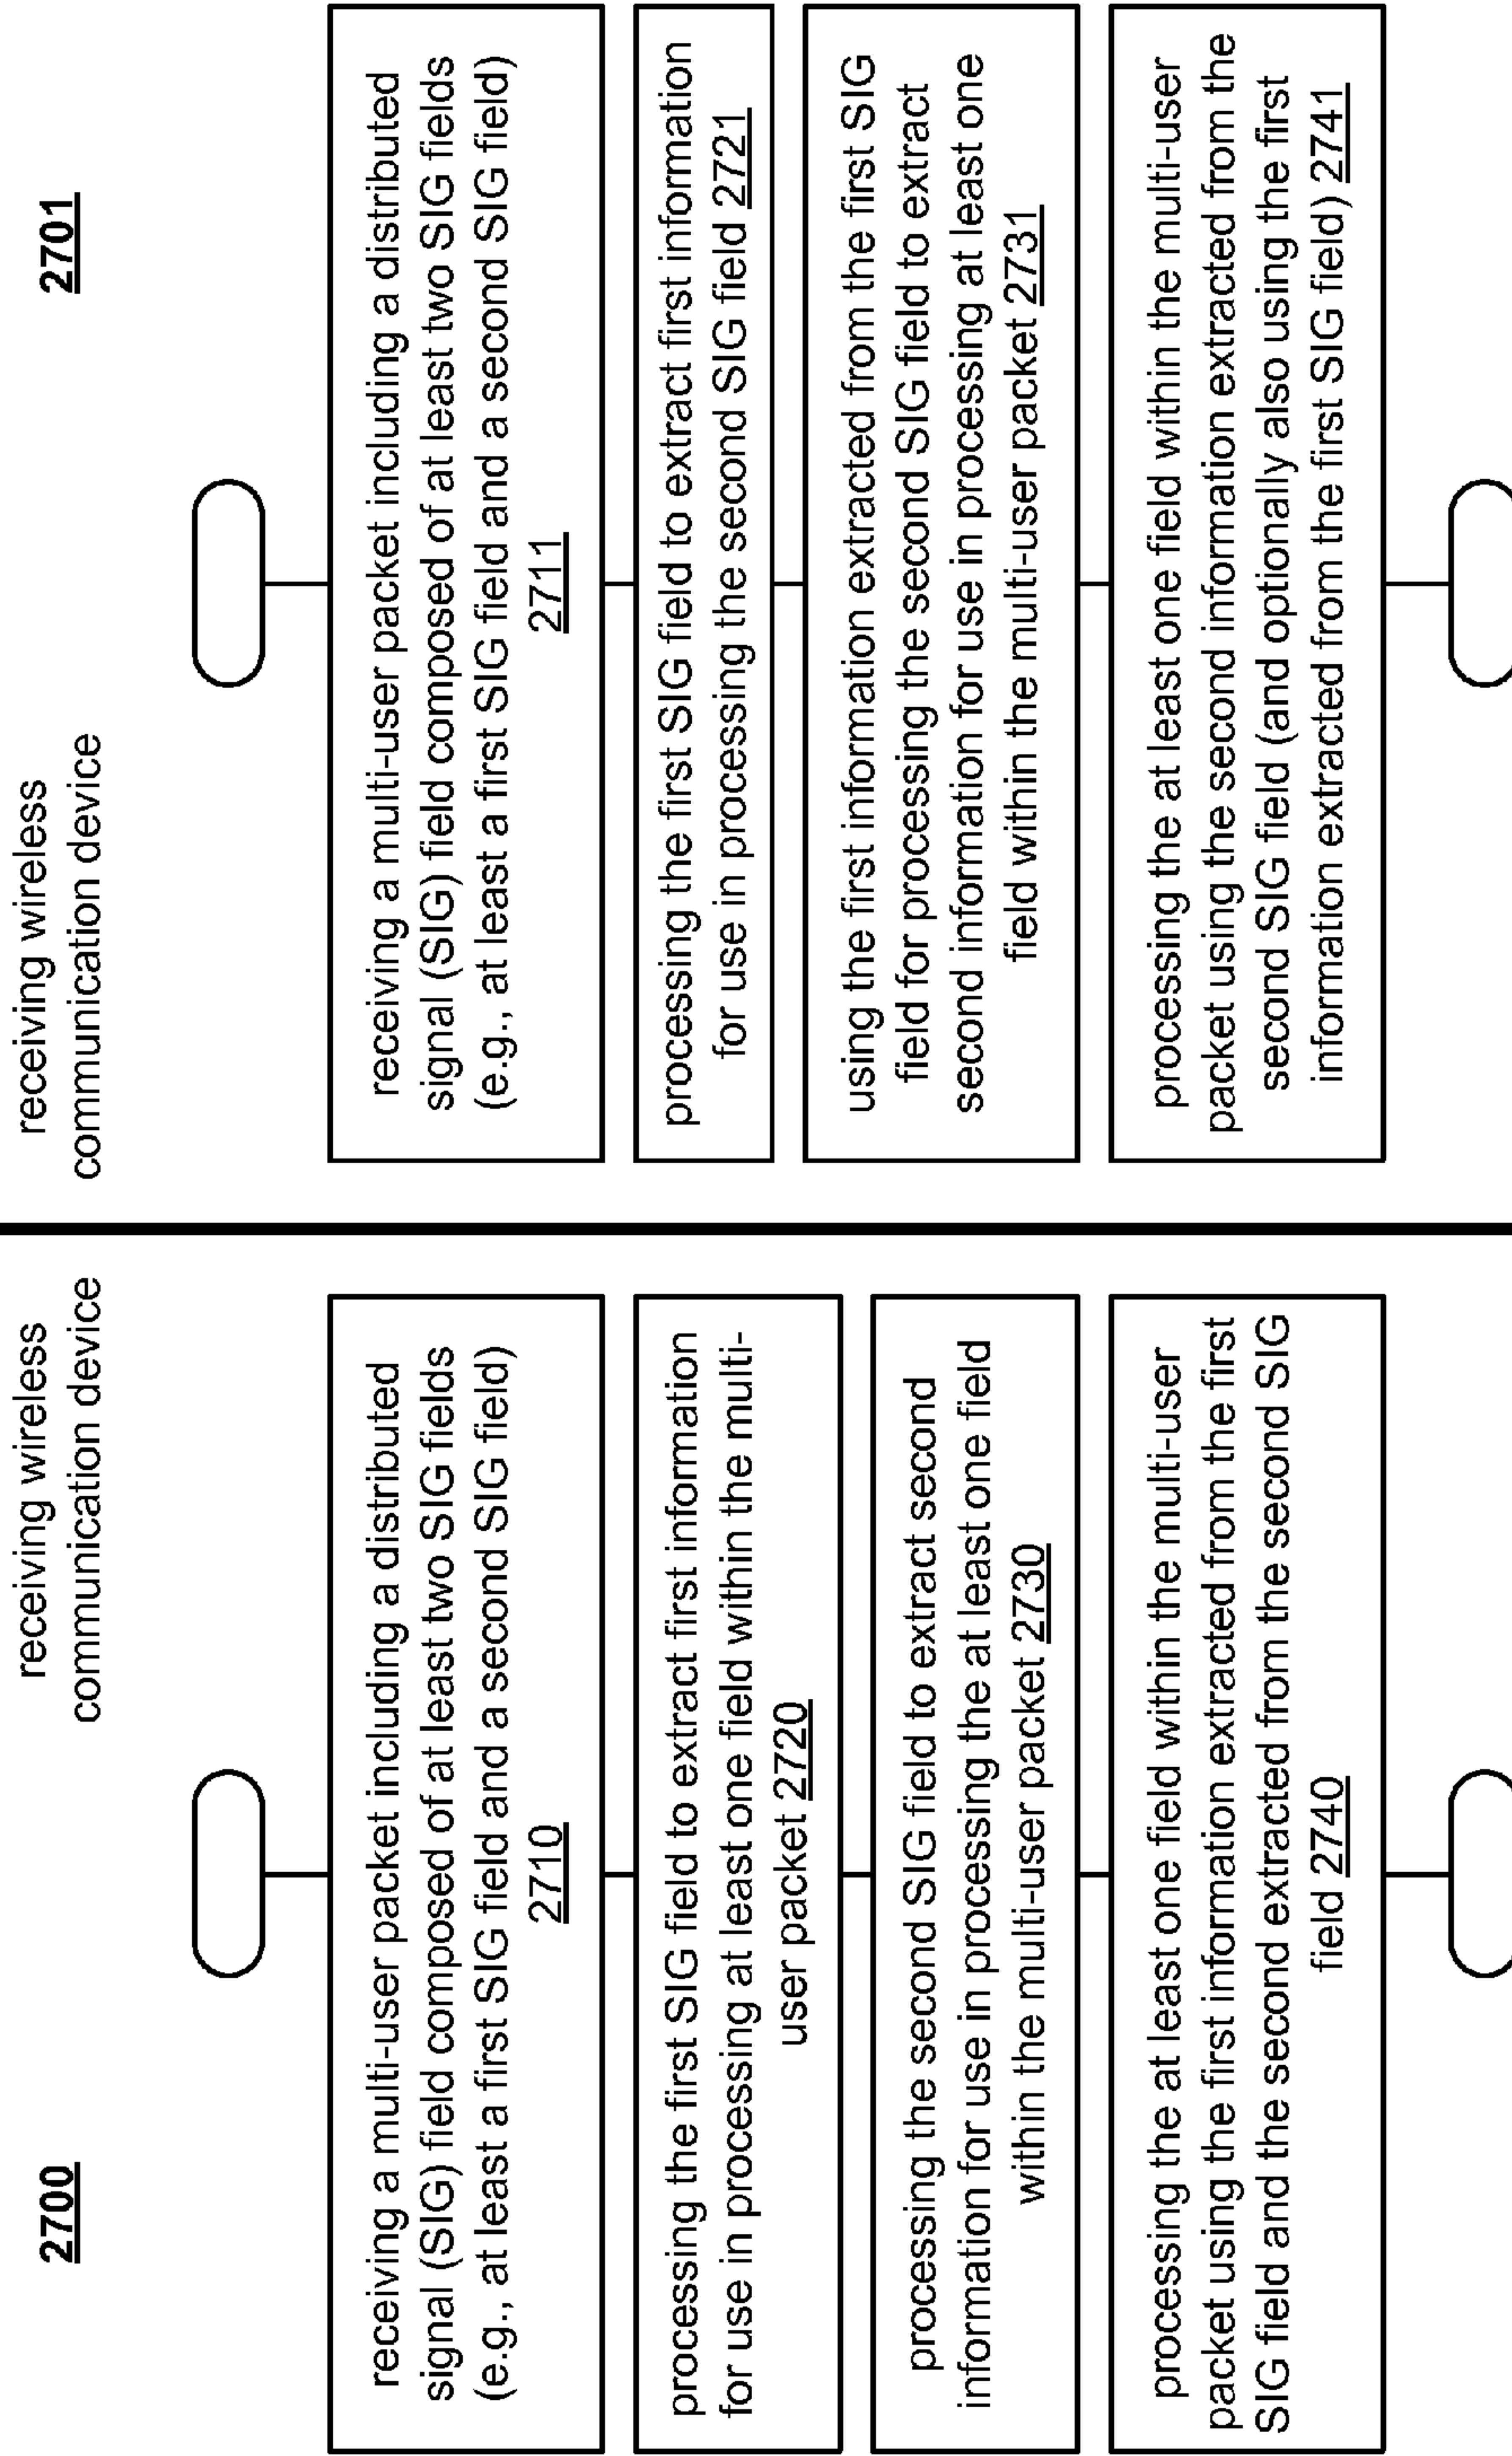 2700
receiving wireless
communication device
receiving a multi-user packet including a distributed
signal (SIG) field composed of at least two SIG fields
(e.g., at least a first SIG field and a second SIG field)
2710
processing the first SIG field to extract first information
for use in processing at least one field within the multi-
user packet 2720
processing the second SIG field to extract second
information for use in processing the at least one field
within the multi-user packet 2730
processing the at least one field within the multi-user
packet using the first information extracted from the first
SIG field and the second extracted from the second SIG
field 2740
receiving wireless
communication device
2701
receiving a multi-user packet including a distributed
signal (SIG) field composed of at least two SIG fields
(e.g., at least a first SIG field and a second SIG field)
2711
processing the first SIG field to extract first information
for use in processing the second SIG field 2721
using the first information extracted from the first SIG
field for processing the second SIG field to extract
second information for use in processing at least one
field within the multi-user packet 2731
processing the at least one field within the multi-user
packet using the second information extracted from the
second SIG field (and optionally also using the first
information extracted from the first SIG field) 2741